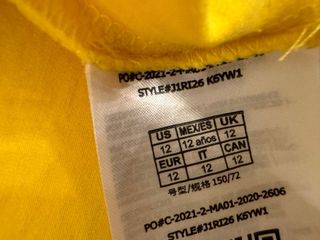 PO#C-2021-2-
STYLE#J1RI26 K6YW1
US MEX/ES UK
12 12 años 12
EUR IT CAN
12 12 12
号型/规格 150/72
PO#C-2021-2-MA01-2020-2606
STYLE#J1RI26 K6YW1